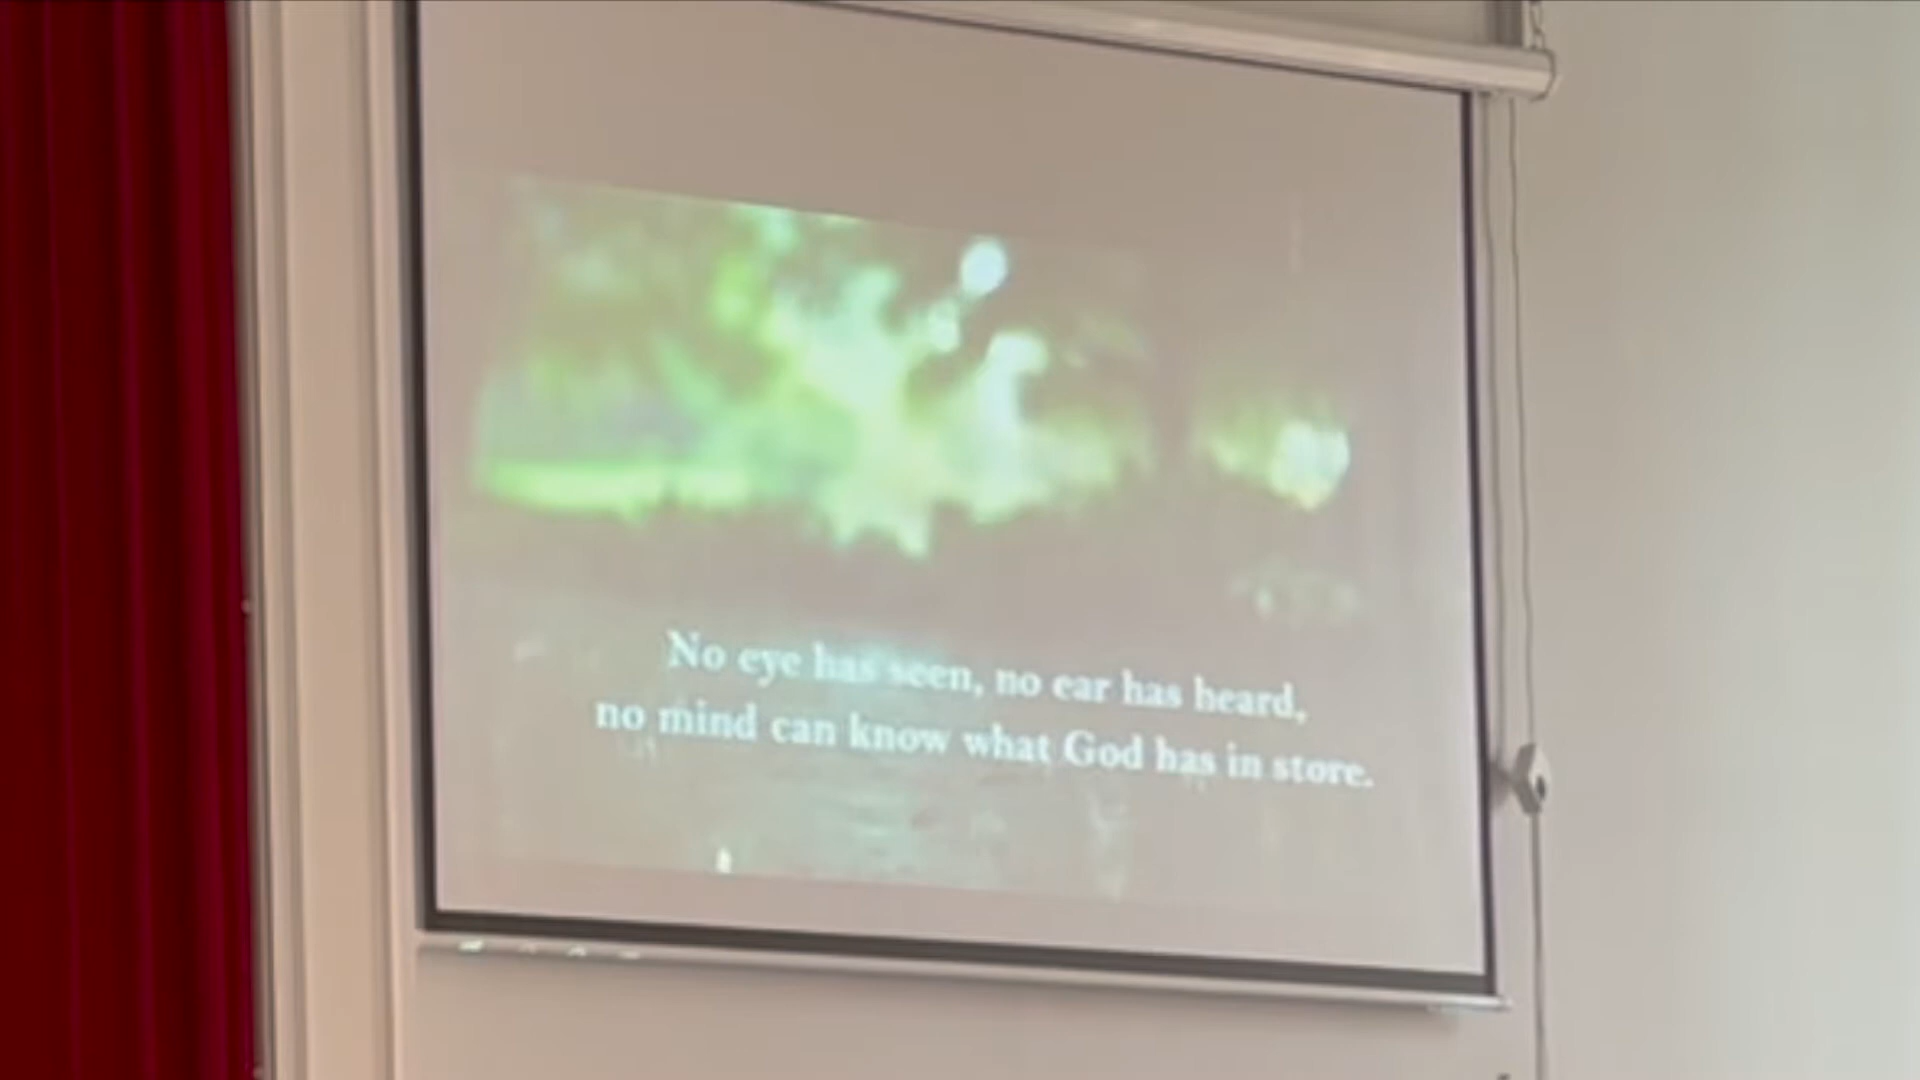 No eye has seen, no ear has heard,
no mind can know what God has in store.